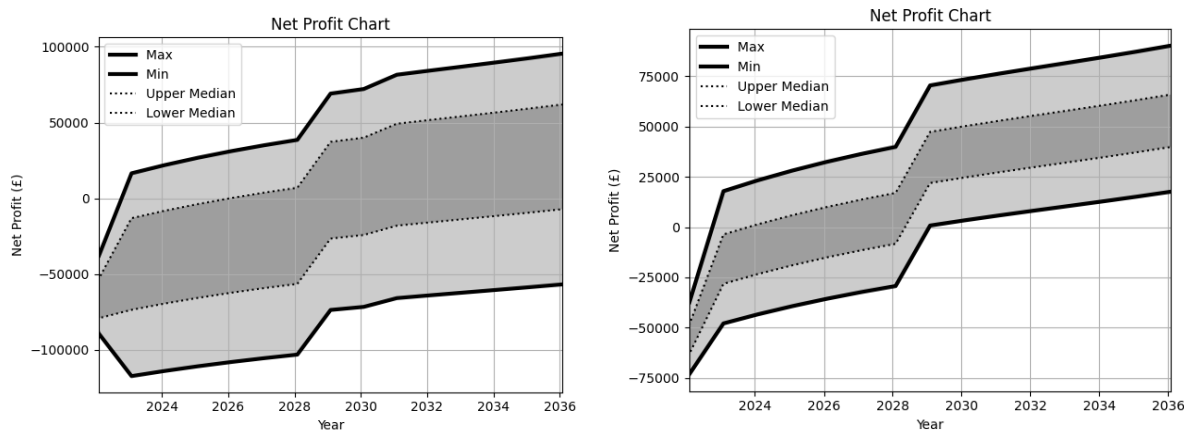 Net Profit Chart
Max
Min
Upper Median
Lower Median
100000
50000
0
−50000
−100000
Net Profit (£)
2024
2026
2028
2030
2032
2034
2036
Year
Net Profit Chart
Max
Min
Upper Median
Lower Median
75000
50000
25000
0
−25000
−50000
−75000
Net Profit (£)
2024
2026
2028
2030
2032
2034
2036
Year